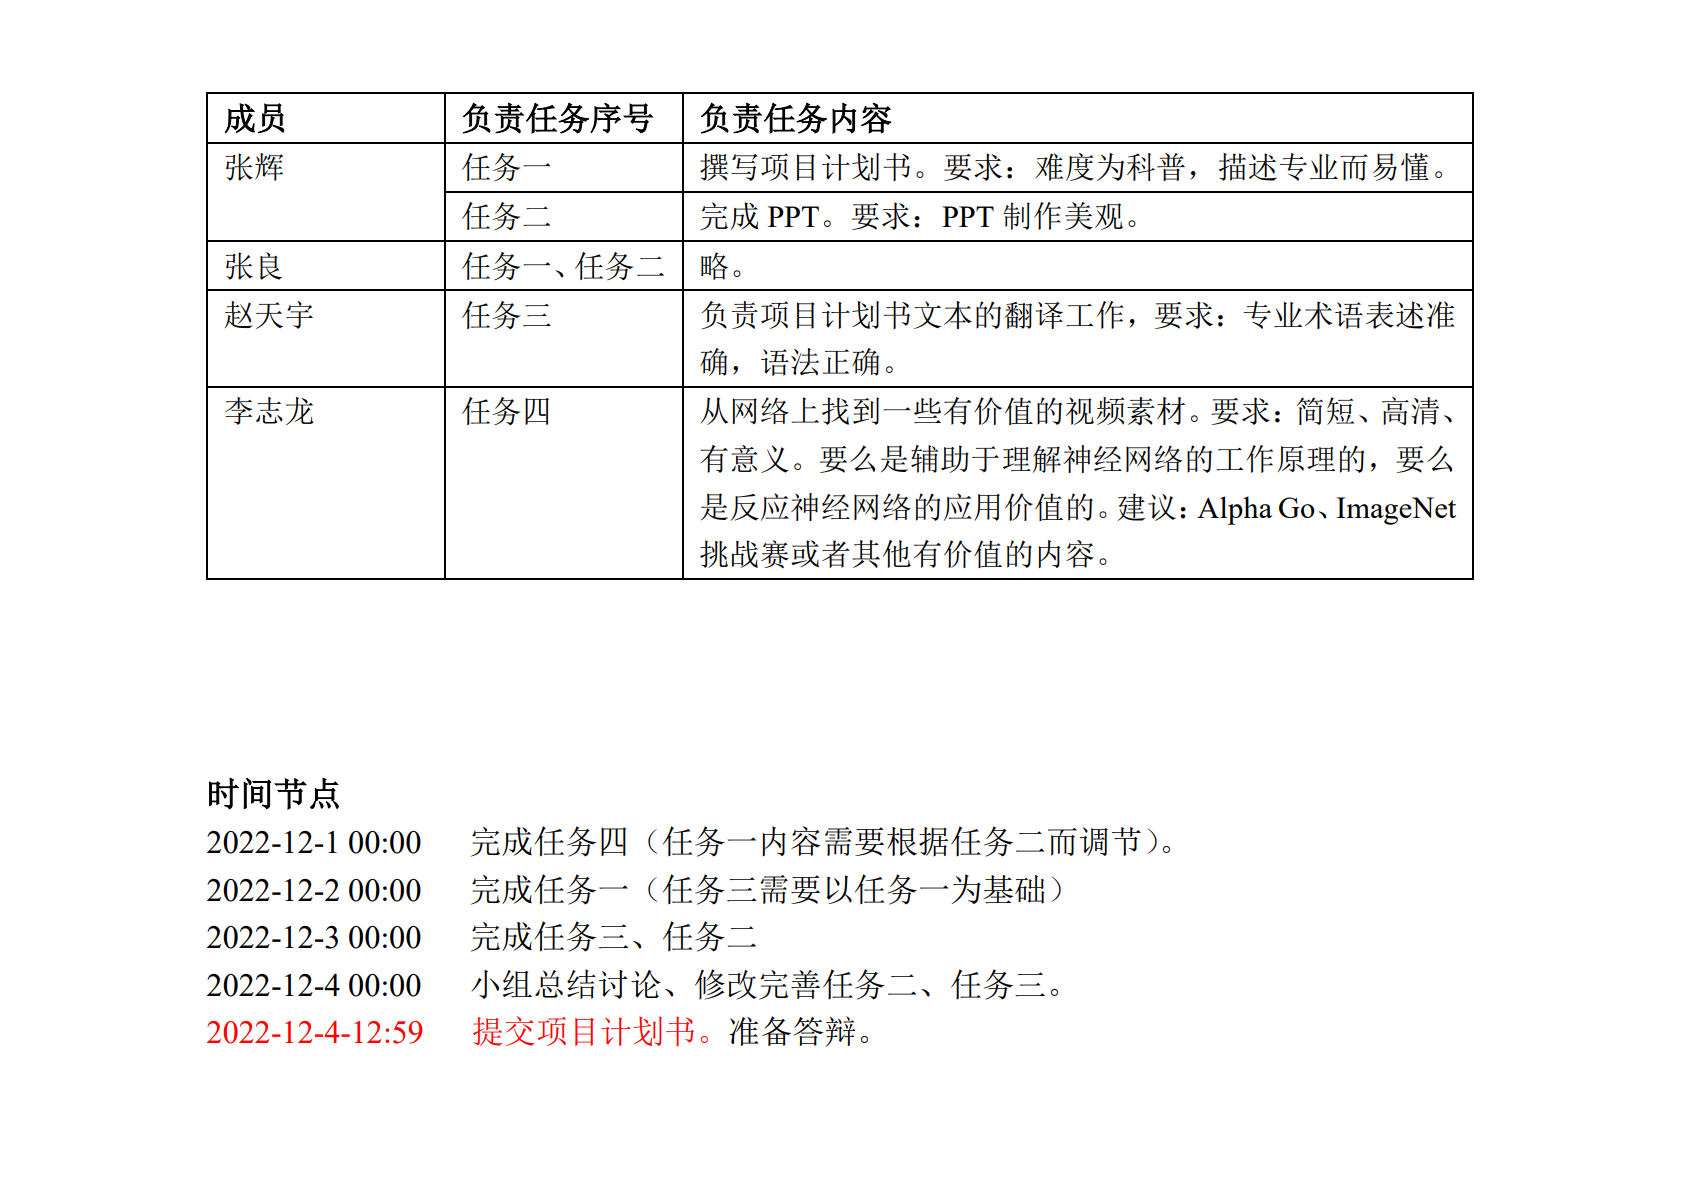 成员 负责任务序号 负责任务内容
张辉 任务一 撰写项目计划书。要求：难度为科普，描述专业而易懂。
任务二 完成 PPT。要求：PPT 制作美观。
张良 任务一、任务二 略。
赵天宇 任务三 负责项目计划书文本的翻译工作，要求：专业术语表述准
确，语法正确。
李志龙 任务四 从网络上找到一些有价值的视频素材。要求：简短、高清、
有意义。要么是辅助于理解神经网络的工作原理的，要么
是反应神经网络的应用价值的。建议：Alpha Go、ImageNet
挑战赛或者其他有价值的内容。
时间节点
2022-12-1 00:00 完成任务四（任务一内容需要根据任务二而调节）。
2022-12-2 00:00 完成任务一（任务三需要以任务一为基础）
2022-12-3 00:00 完成任务三、任务二
2022-12-4 00:00 小组总结讨论、修改完善任务二、任务三。
2022-12-4-12:59 提交项目计划书。准备答辩。